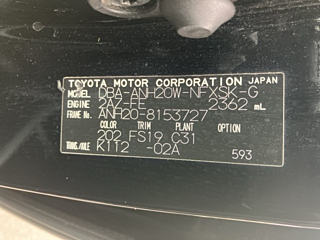 TOYOTA MOTOR CORPORATION JAPAN
MODEL DBA-ANH20W-NFXSK-G
ENGINE 2AZ-FE 2362 mL
FRAME No. ANH20-8153727
COLOR TRIM PLANT OPTION
202 FS19 C31
TRANS./AXLE K112 -02A
593